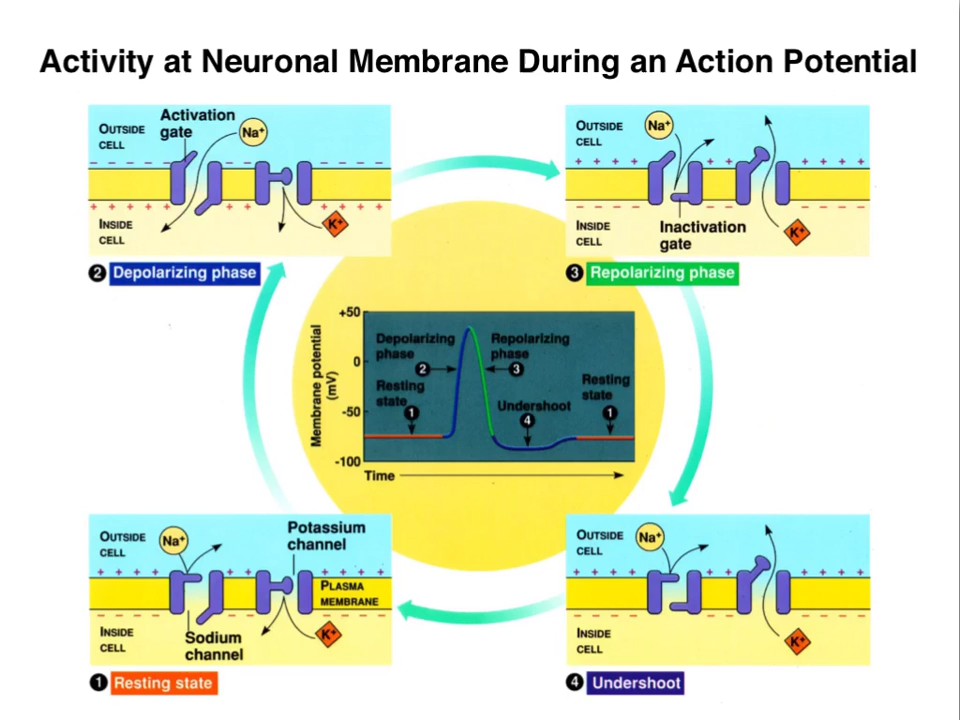 Activity at Neuronal Membrane During an Action Potential
Activation
gate
OUTSIDE
CELL
Na+
- - - - - - - - - -
+ + + + + + + + + +
INSIDE
CELL
K+
2 Depolarizing phase
OUTSIDE
CELL
Na+
+ + + + + + + + + +
- - - - - - - -
INSIDE
CELL
Inactivation
gate
K+
3 Repolarizing phase
+50
0
-50
-100
Membrane potential
(mV)
Depolarizing
phase
2
Repolarizing
phase
3
Resting
state
1
Undershoot
4
Resting
state
1
Time
OUTSIDE
CELL
Na+
Potassium
channel
+ + + + + + + + + +
PLASMA
MEMBRANE
- - - - - - - - - -
INSIDE
CELL
Sodium
channel
K+
1 Resting state
OUTSIDE
CELL
Na+
+ + + + + + + + + +
- - - - - - - - - -
INSIDE
CELL
K+
4 Undershoot